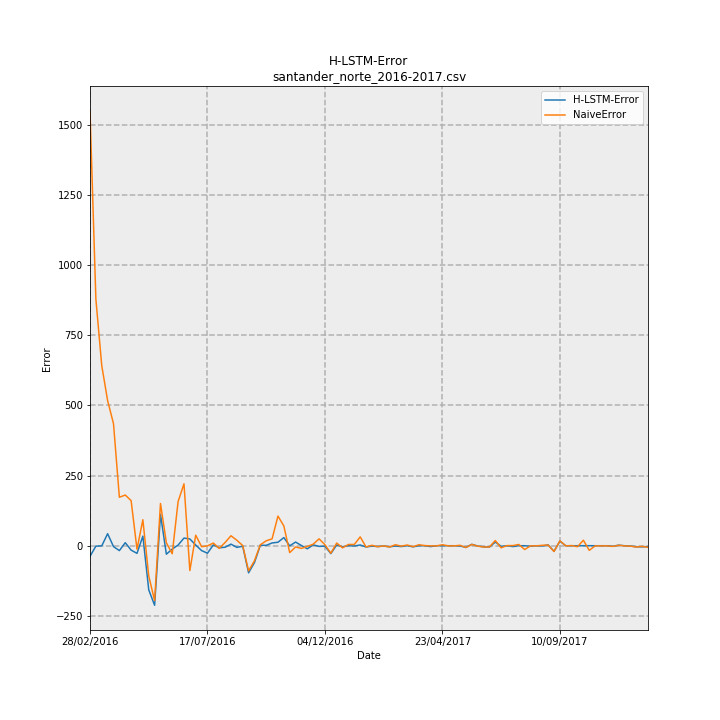 H-LSTM-Error
santander_norte_2016-2017.csv
H-LSTM-Error
NaiveError
1500
1250
1000
750
500
250
0
−250
Error
28/02/2016
17/07/2016
04/12/2016
23/04/2017
10/09/2017
Date